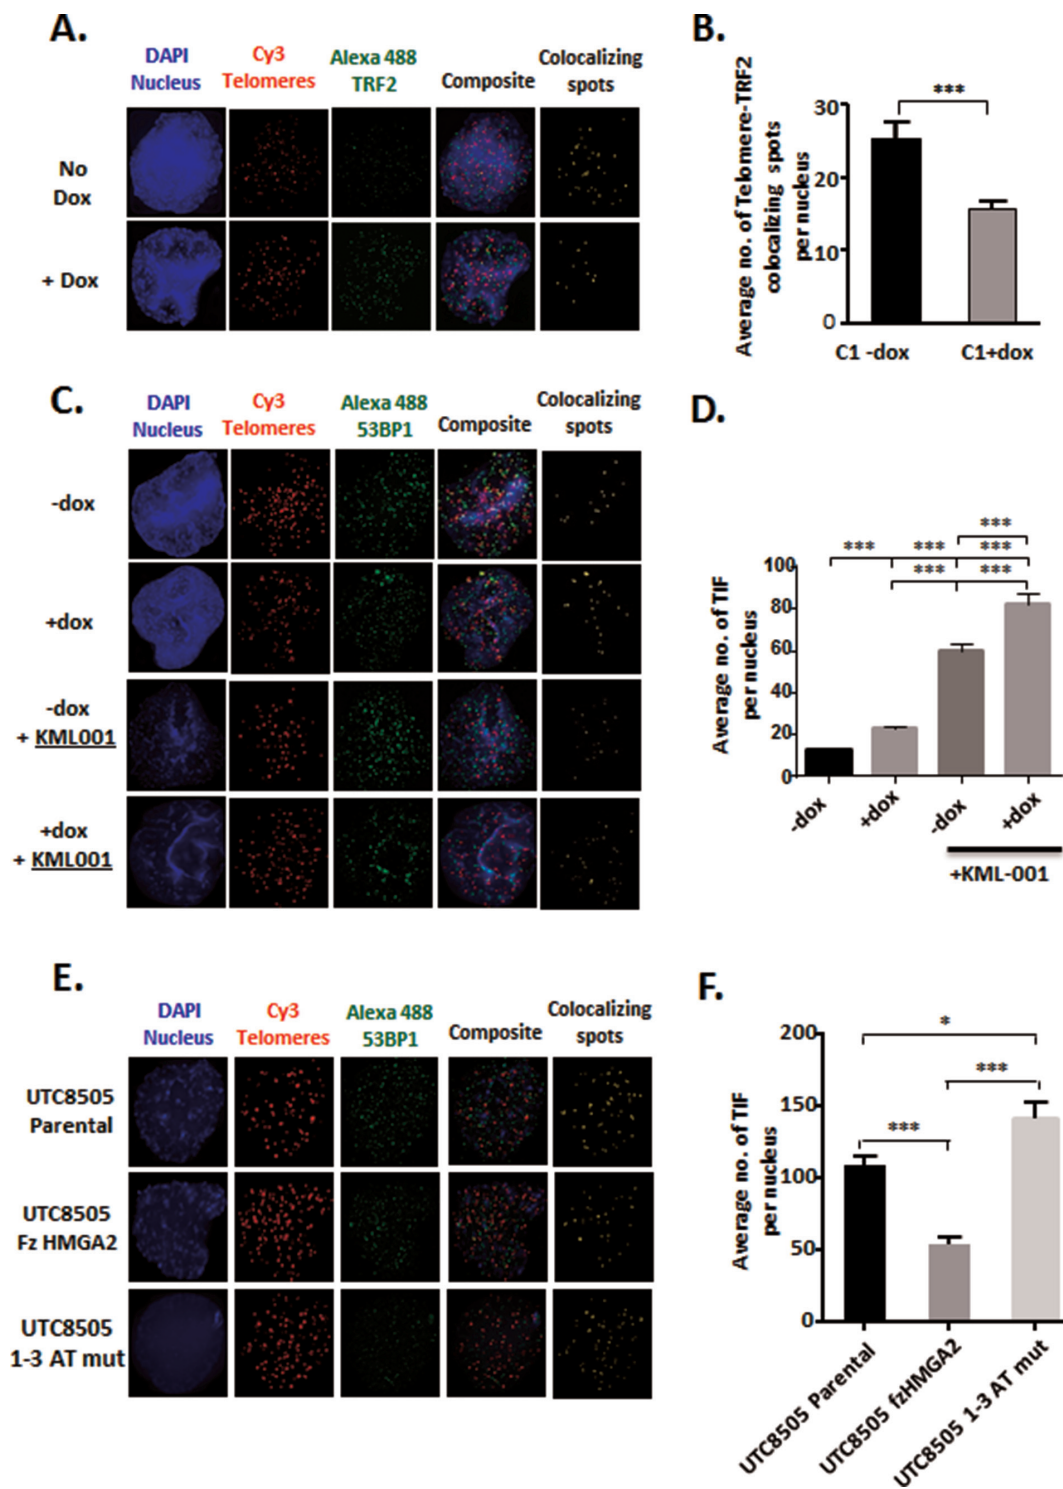 A.
DAPI
Nucleus
Cy3
Telomeres
Alexa 488
TRF2
Composite
Colocalizing
spots
No
Dox
+ Dox
B.
Average no. of Telomere-TRF2
colocalizing spots
per nucleus
30
20
10
0
***
C1 -dox
C1+dox
C.
DAPI
Nucleus
Cy3
Telomeres
Alexa 488
53BP1
Composite
Colocalizing
spots
-dox
+dox
-dox
+ KML001
+dox
+ KML001
D.
Average no. of TIF
per nucleus
100
80
60
40
20
0
***
*** *** ***
*** ***
-dox
+dox
-dox
+dox
+KML-001
E.
DAPI
Nucleus
Cy3
Telomeres
Alexa 488
53BP1
Composite
Colocalizing
spots
UTC8505
Parental
UTC8505
Fz HMGA2
UTC8505
1-3 AT mut
F.
Average no. of TIF
per nucleus
200
150
100
50
0
*
***
***
UTC8505 Parental
UTC8505 fzHMGA2
UTC8505 1-3 AT mut